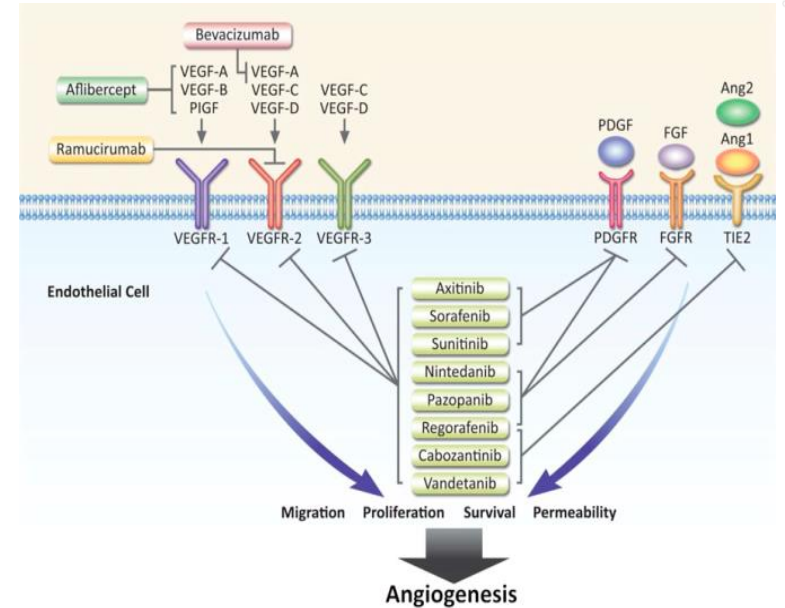 Bevacizumab
Aflibercept
VEGF-A
VEGF-B
PlGF
VEGF-A
VEGF-C
VEGF-D
VEGF-C
VEGF-D
Ramucirumab
PDGF
FGF
Ang2
Ang1
VEGFR-1 VEGFR-2 VEGFR-3
PDGFR FGFR TIE2
Endothelial Cell
Axitinib
Sorafenib
Sunitinib
Nintedanib
Pazopanib
Regorafenib
Cabozantinib
Vandetanib
Migration Proliferation Survival Permeability
Angiogenesis